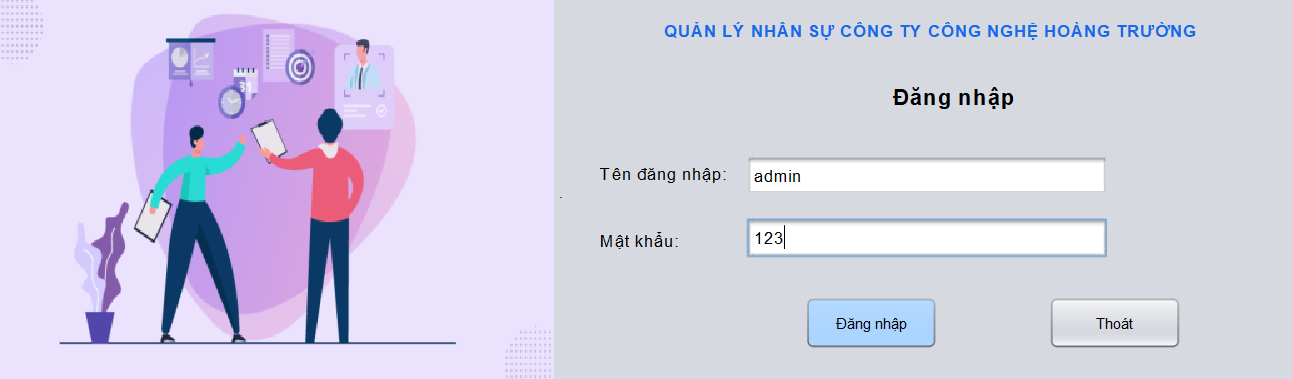 31
QUẢN LÝ NHÂN SỰ CÔNG TY CÔNG NGHỆ HOÀNG TRƯỜNG
Đăng nhập
Tên đăng nhập: admin
Mật khẩu: 123
Đăng nhập Thoát